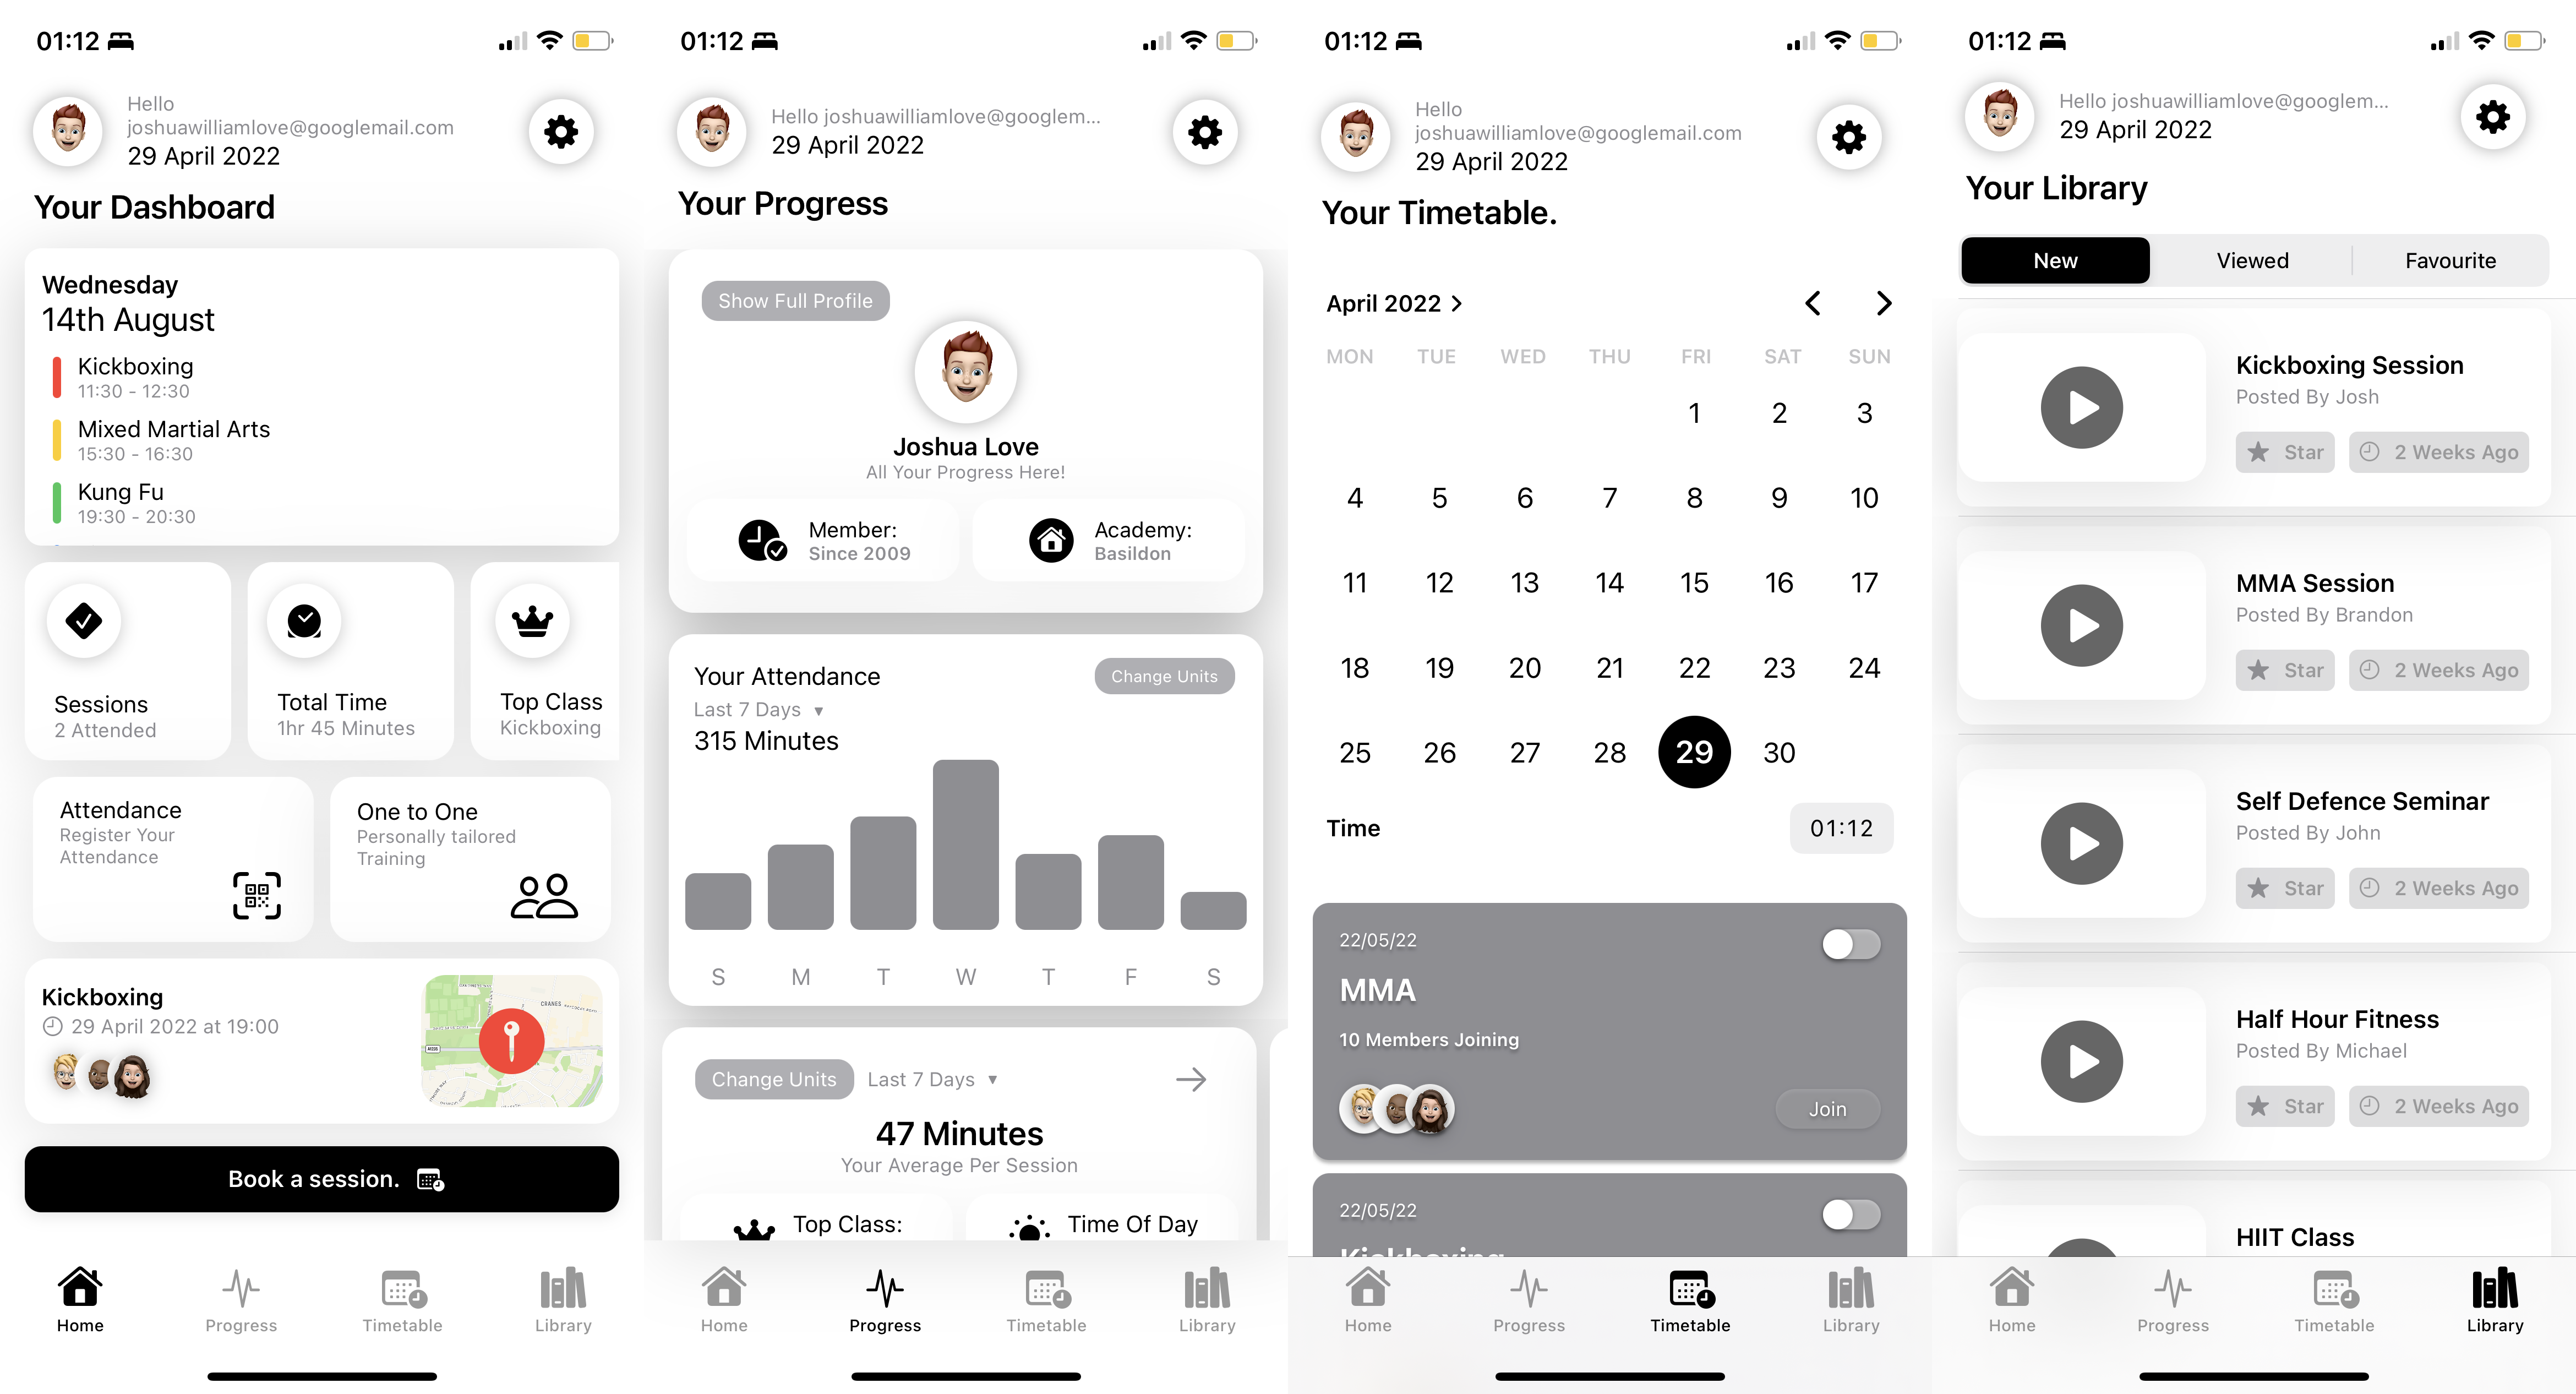 01:12
Hello
joshuawilliamlove@googlemail.com
29 April 2022
Your Dashboard
Wednesday
14th August
Kickboxing
11:30 - 12:30
Mixed Martial Arts
15:30 - 16:30
Kung Fu
19:30 - 20:30
Sessions
2 Attended
Total Time
1hr 45 Minutes
Top Class
Kickboxing
Attendance
Register Your
Attendance
One to One
Personally tailored
Training
Kickboxing
29 April 2022 at 19:00
CRANES
Book a session.
Home
Progress
Timetable
Library
01:12
Hello joshuawilliamlove@googlem...
29 April 2022
Your Progress
Show Full Profile
Joshua Love
All Your Progress Here!
Member:
Since 2009
Academy:
Basildon
Your Attendance
Change Units
Last 7 Days
315 Minutes
S M T W T F S
Change Units
Last 7 Days
47 Minutes
Your Average Per Session
Top Class:
Time Of Day
Home
Progress
Timetable
Library
01:12
Hello
joshuawilliamlove@googlemail.com
29 April 2022
Your Timetable.
April 2022
MON TUE WED THU FRI SAT SUN
1 2 3
4 5 6 7 8 9 10
11 12 13 14 15 16 17
18 19 20 21 22 23 24
25 26 27 28 29 30
Time
01:12
22/05/22
MMA
10 Members Joining
Join
22/05/22
Kickboxing
Home
Progress
Timetable
Library
01:12
Hello joshuawilliamlove@googlem...
29 April 2022
Your Library
New
Viewed
Favourite
Kickboxing Session
Posted By Josh
Star
2 Weeks Ago
MMA Session
Posted By Brandon
Star
2 Weeks Ago
Self Defence Seminar
Posted By John
Star
2 Weeks Ago
Half Hour Fitness
Posted By Michael
Star
2 Weeks Ago
HIIT Class
Home
Progress
Timetable
Library